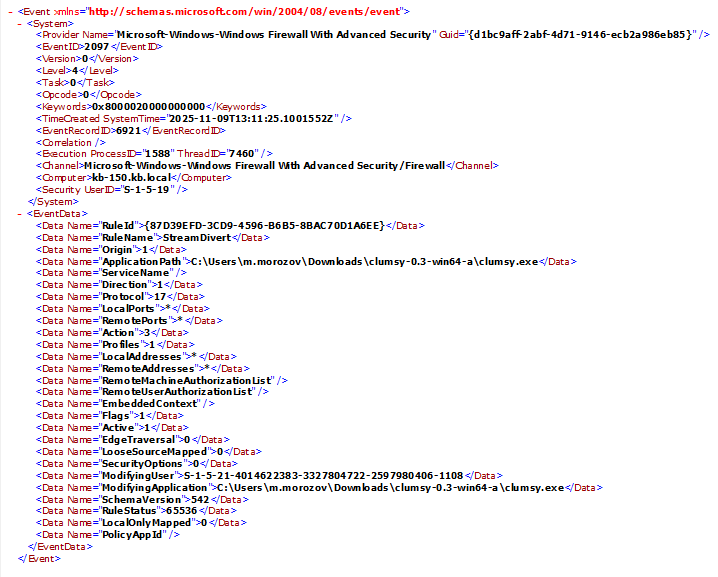 - <Event xmlns="http://schemas.microsoft.com/win/2004/08/events/event">
- <System>
<Provider Name="Microsoft-Windows-Windows Firewall With Advanced Security" Guid="{d1bc9aff-2abf-4d71-9146-ecb2a986eb85}" />
<EventID>2097</EventID>
<Version>0</Version>
<Level>4</Level>
<Task>0</Task>
<Opcode>0</Opcode>
<Keywords>0x8000020000000000</Keywords>
<TimeCreated SystemTime="2025-11-09T13:11:25.1001552Z" />
<EventRecordID>6921</EventRecordID>
<Correlation />
<Execution ProcessID="1588" ThreadID="7460" />
<Channel>Microsoft-Windows-Windows Firewall With Advanced Security/Firewall</Channel>
<Computer>kb-150.kb.local</Computer>
<Security UserID="S-1-5-19" />
</System>
- <EventData>
<Data Name="RuleId">{87D39EFD-3CD9-4596-B6B5-8BAC70D1A6EE}</Data>
<Data Name="RuleName">StreamDivert</Data>
<Data Name="Origin">1</Data>
<Data Name="ApplicationPath">C:\Users\m.morozov\Downloads\clumsy-0.3-win64-a\clumsy.exe</Data>
<Data Name="ServiceName" />
<Data Name="Direction">1</Data>
<Data Name="Protocol">17</Data>
<Data Name="LocalPorts">*</Data>
<Data Name="RemotePorts">*</Data>
<Data Name="Action">3</Data>
<Data Name="Profiles">1</Data>
<Data Name="LocalAddresses">*</Data>
<Data Name="RemoteAddresses">*</Data>
<Data Name="RemoteMachineAuthorizationList" />
<Data Name="RemoteUserAuthorizationList" />
<Data Name="EmbeddedContext" />
<Data Name="Flags">1</Data>
<Data Name="Active">1</Data>
<Data Name="EdgeTraversal">0</Data>
<Data Name="LooseSourceMapped">0</Data>
<Data Name="SecurityOptions">0</Data>
<Data Name="ModifyingUser">S-1-5-21-4014622383-3327804722-2597980406-1108</Data>
<Data Name="ModifyingApplication">C:\Users\m.morozov\Downloads\clumsy-0.3-win64-a\clumsy.exe</Data>
<Data Name="SchemaVersion">542</Data>
<Data Name="RuleStatus">65536</Data>
<Data Name="LocalOnlyMapped">0</Data>
<Data Name="PolicyAppId" />
</EventData>
</Event>